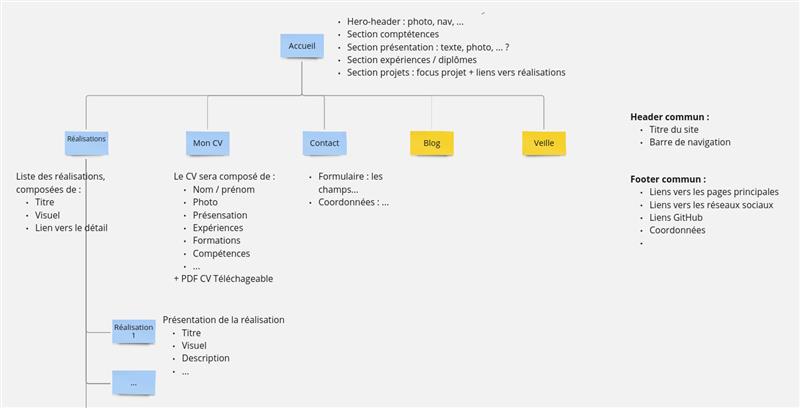 Hero-header : photo, nav, ...
Section comptétences
Section présentation : texte, photo, ... ?
Section expériences / diplômes
Section projets : focus projet + liens vers réalisations
Accueil
Réalisations
Mon CV
Contact
Blog
Veille
Liste des réalisations,
composées de :
Titre
Visuel
Lien vers le détail
Le CV sera composé de :
Nom / prénom
Photo
Présensation
Expériences
Formations
Compétences
...
+ PDF CV Téléchargeable
Formulaire : les
champs...
Coordonnées : ...
Header commun :
Titre du site
Barre de navigation
Footer commun :
Liens vers les pages principales
Liens vers les réseaux sociaux
Liens GitHub
Coordonnées
Réalisation
1
Présentation de la réalisation
Titre
Visuel
Description
...
...